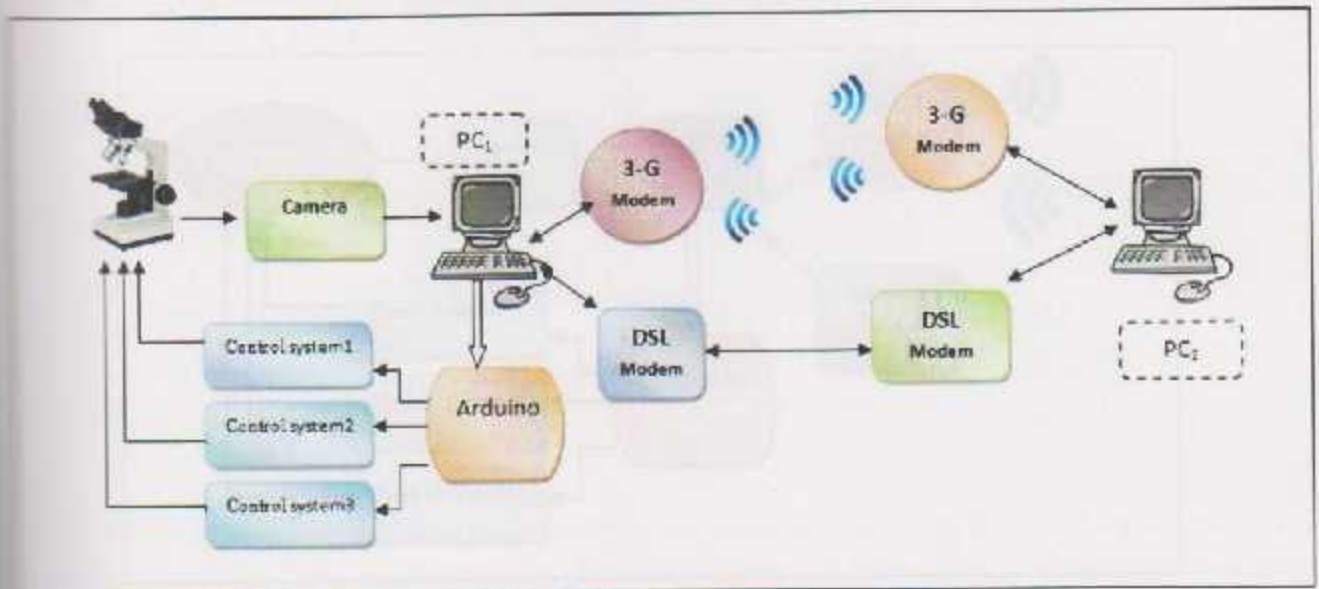 PC₁
3-G
Modem
3-G
Modem
Camera
DSL
Modem
DSL
Modem
PC₂
Control system1
Control system2
Control system3
Arduino